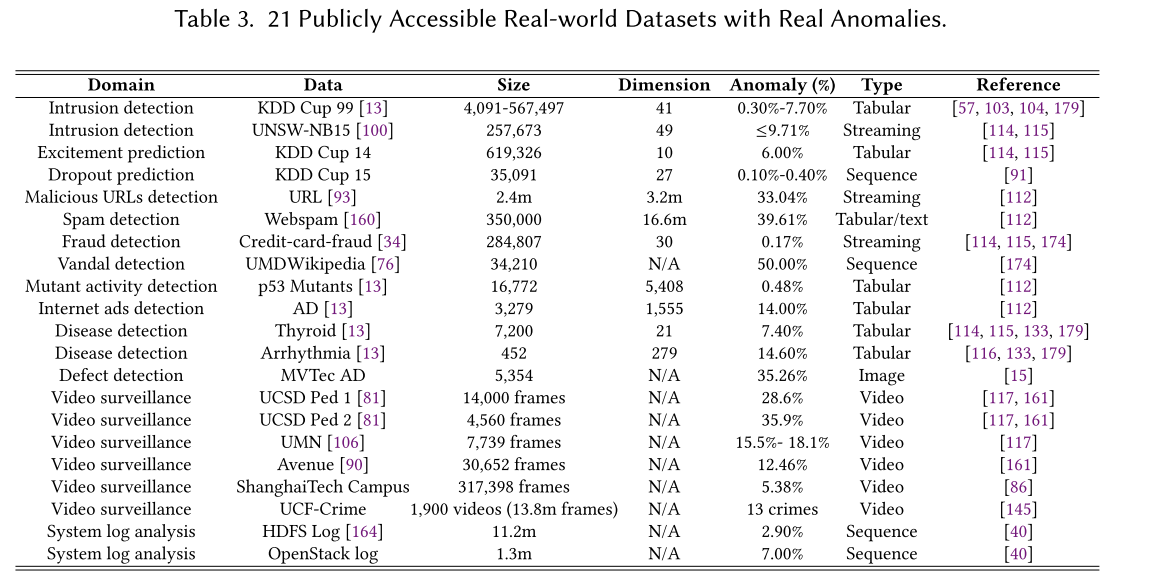 Table 3. 21 Publicly Accessible Real-world Datasets with Real Anomalies.
Domain Data Size Dimension Anomaly (%) Type Reference
Intrusion detection KDD Cup 99 [13] 4,091-567,497 41 0.30%-7.70% Tabular [57, 103, 104, 179]
Intrusion detection UNSW-NB15 [100] 257,673 49 ≤9.71% Streaming [114, 115]
Excitement prediction KDD Cup 14 619,326 10 6.00% Tabular [114, 115]
Dropout prediction KDD Cup 15 35,091 27 0.10%-0.40% Sequence [91]
Malicious URLs detection URL [93] 2.4m 3.2m 33.04% Streaming [112]
Spam detection Webspam [160] 350,000 16.6m 39.61% Tabular/text [112]
Fraud detection Credit-card-fraud [34] 284,807 30 0.17% Streaming [114, 115, 174]
Vandal detection UMDWikipedia [76] 34,210 N/A 50.00% Sequence [174]
Mutant activity detection p53 Mutants [13] 16,772 5,408 0.48% Tabular [112]
Internet ads detection AD [13] 3,279 1,555 14.00% Tabular [112]
Disease detection Thyroid [13] 7,200 21 7.40% Tabular [114, 115, 133, 179]
Disease detection Arrhythmia [13] 452 279 14.60% Tabular [116, 133, 179]
Defect detection MVTec AD 5,354 N/A 35.26% Image [15]
Video surveillance UCSD Ped 1 [81] 14,000 frames N/A 28.6% Video [117, 161]
Video surveillance UCSD Ped 2 [81] 4,560 frames N/A 35.9% Video [117, 161]
Video surveillance UMN [106] 7,739 frames N/A 15.5%- 18.1% Video [117]
Video surveillance Avenue [90] 30,652 frames N/A 12.46% Video [161]
Video surveillance ShanghaiTech Campus 317,398 frames N/A 5.38% Video [86]
Video surveillance UCF-Crime 1,900 videos (13.8m frames) N/A 13 crimes Video [145]
System log analysis HDFS Log [164] 11.2m N/A 2.90% Sequence [40]
System log analysis OpenStack log 1.3m N/A 7.00% Sequence [40]